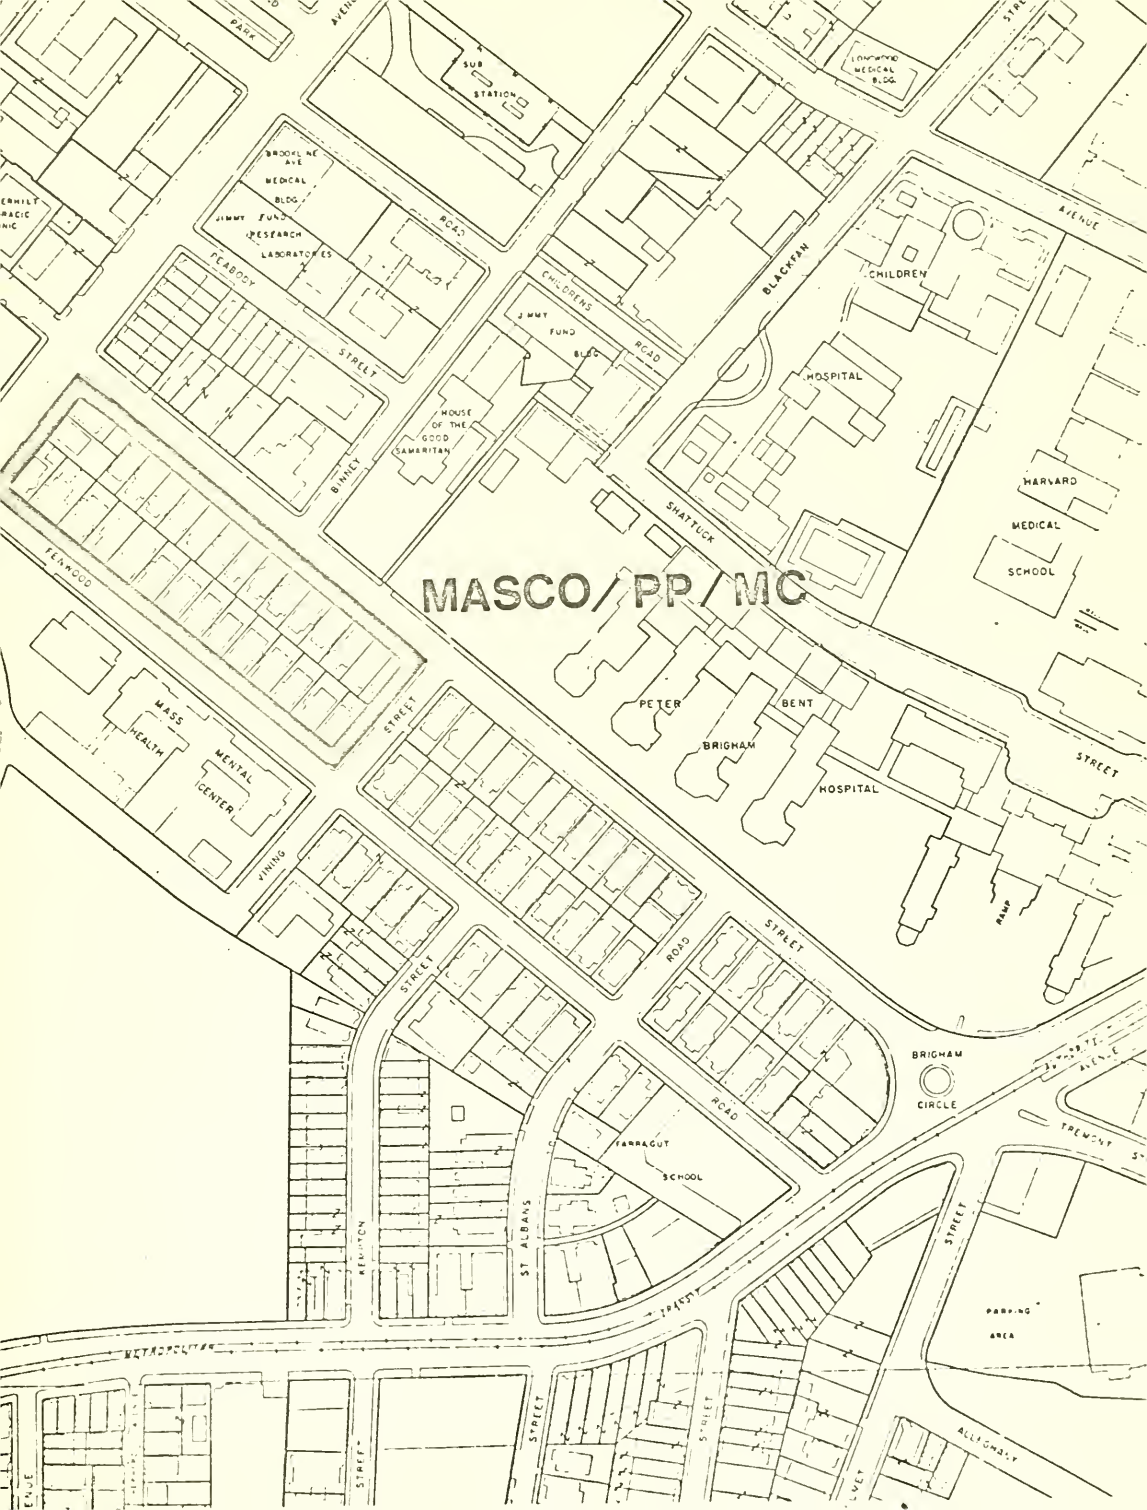 PARK
SUB
STATION
LONGWOOD
MEDICAL
BLDG.
BROOKLINE
AVE
MEDICAL
BLDG.
JIMMY FUND
RESEARCH
LABORATORIES
ROAD
PEABODY
STREET
AVENUE
BLACKFAN
CHILDREN
HOSPITAL
CHILDRENS
ROAD
JIMMY
FUND
BLDG
HOUSE
OF THE
GOOD
SAMARITAN
BINNEY
SHATTUCK
HARVARD
MEDICAL
SCHOOL
FENWOOD
MASCO/PP/MC
MASS
HEALTH
MENTAL
CENTER
STREET
PETER
BENT
BRIGHAM
HOSPITAL
STREET
VINING
STREET
ROAD
STREET
RAMP
BRIGHAM
CIRCLE
AVENUE
TREMONT
ROAD
FARRAGUT
SCHOOL
KEMPTON
ST ALBANS
STREET
TRANSIT
METROPOLITAN
PARKING
AREA
STREET
STREET
STREET
ALLEGHANY